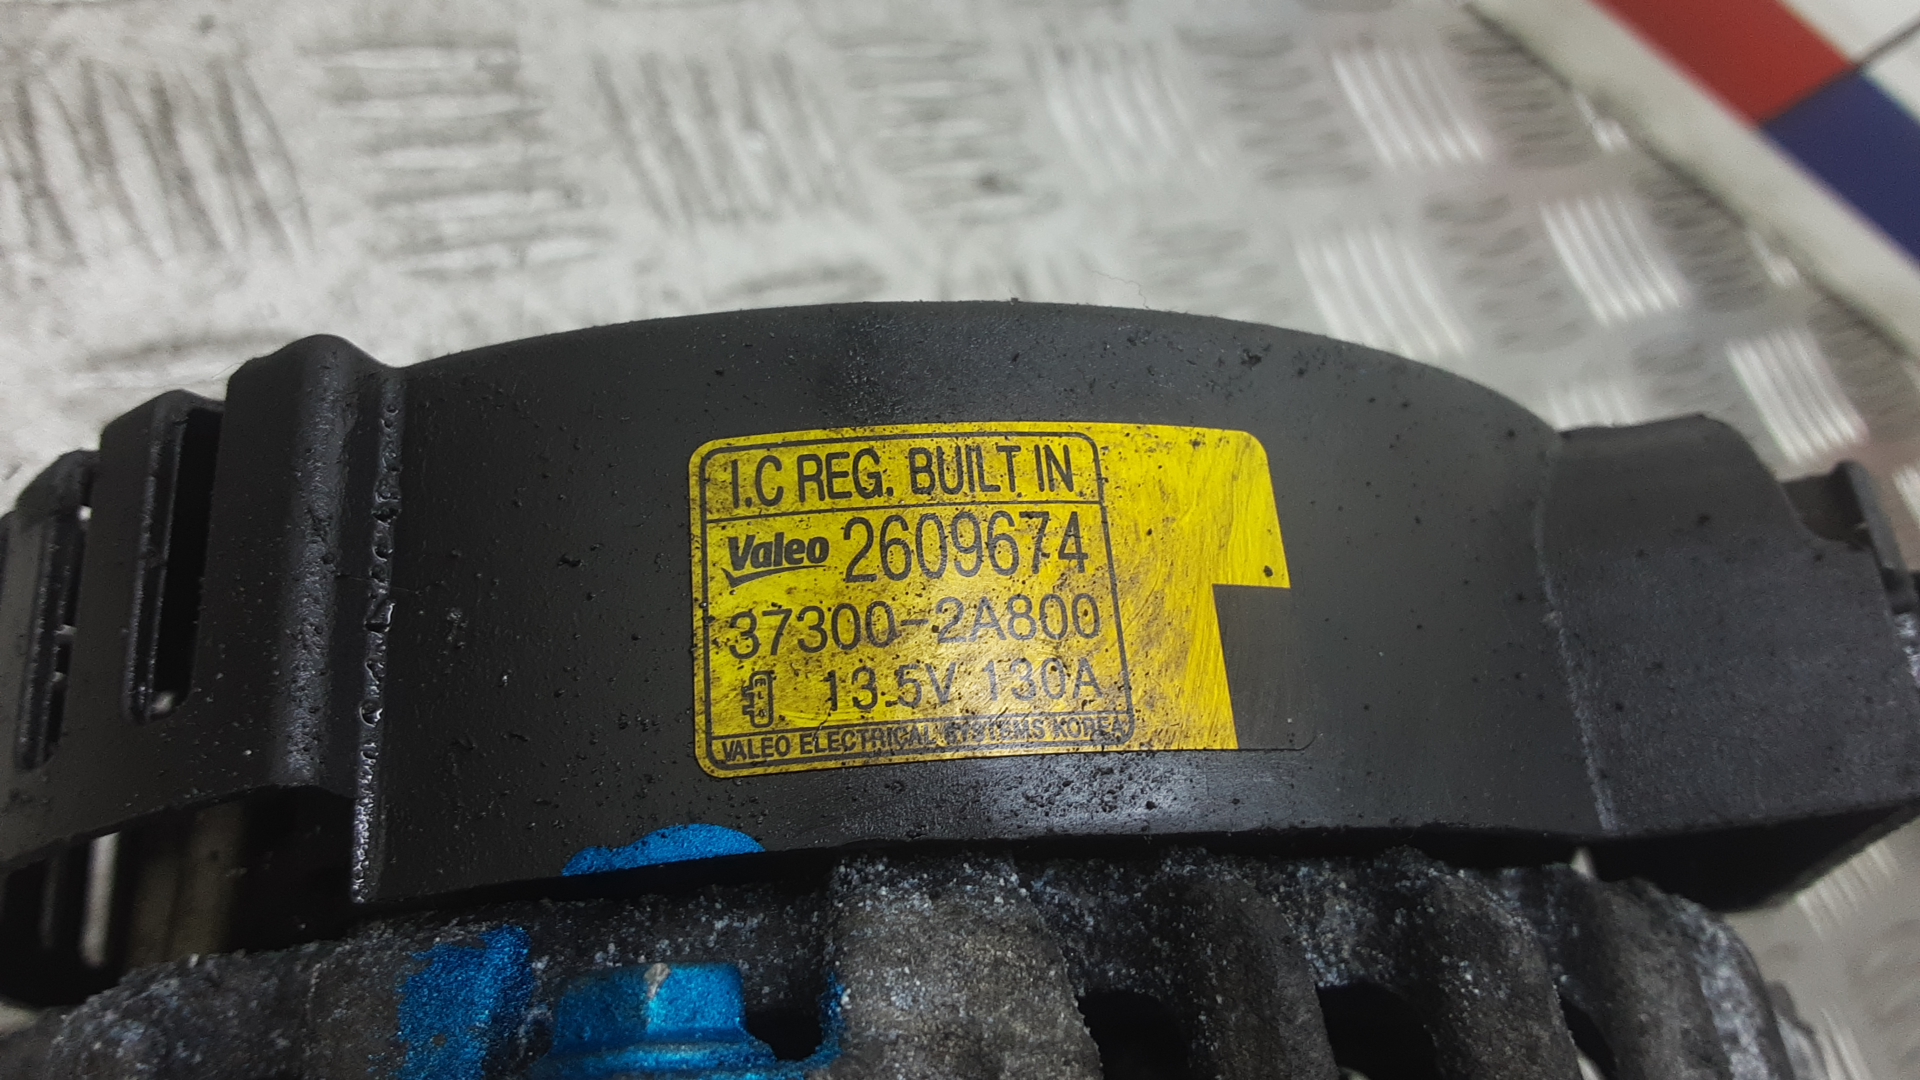 I.C REG. BUILT IN
Valeo 2609674
37300-2A800
13.5V 130A
VALEO ELECTRICAL SYSTEMS KOREA